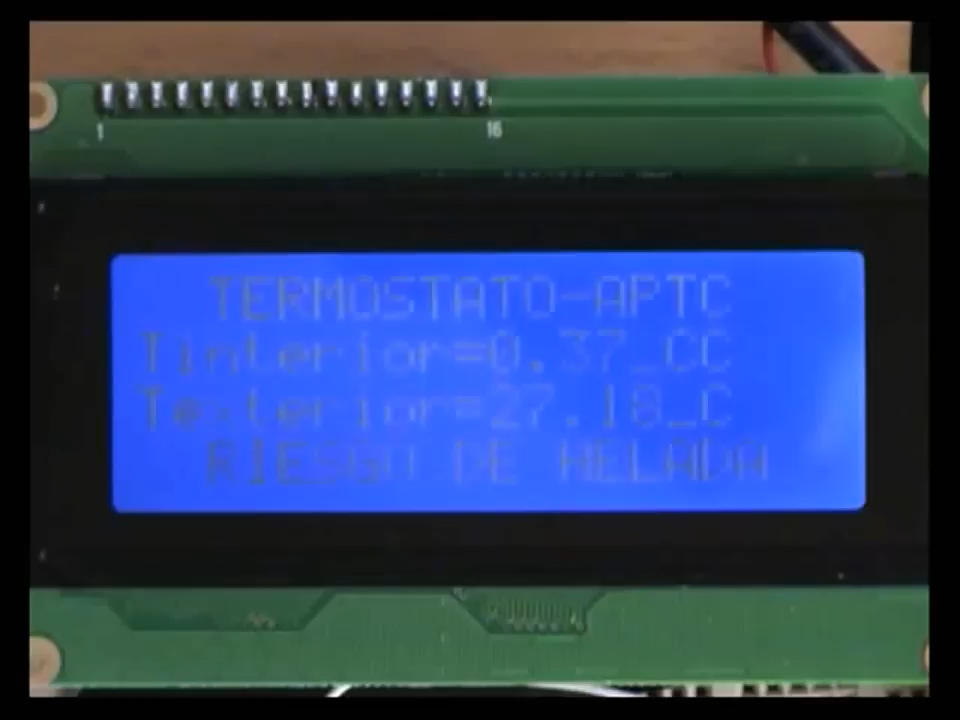 1 16
TERMOSTATO-APTC
Tinterior=0.37_CC
Texterior=27.18_C
RIESGO DE HELADA